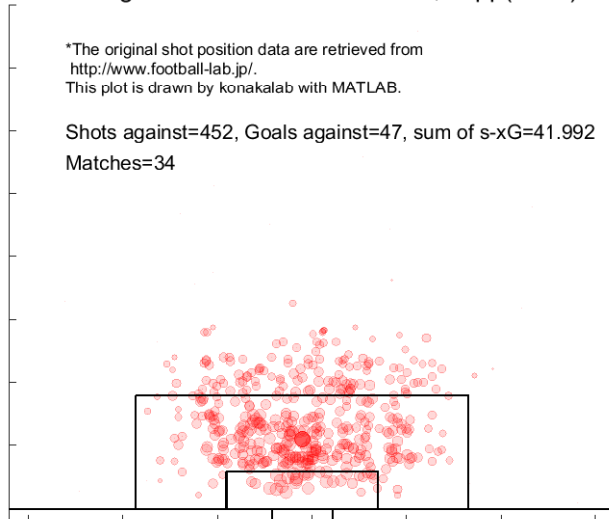 *The original shot position data are retrieved from
http://www.football-lab.jp/.
This plot is drawn by konakalab with MATLAB.
Shots against=452, Goals against=47, sum of s-xG=41.992
Matches=34